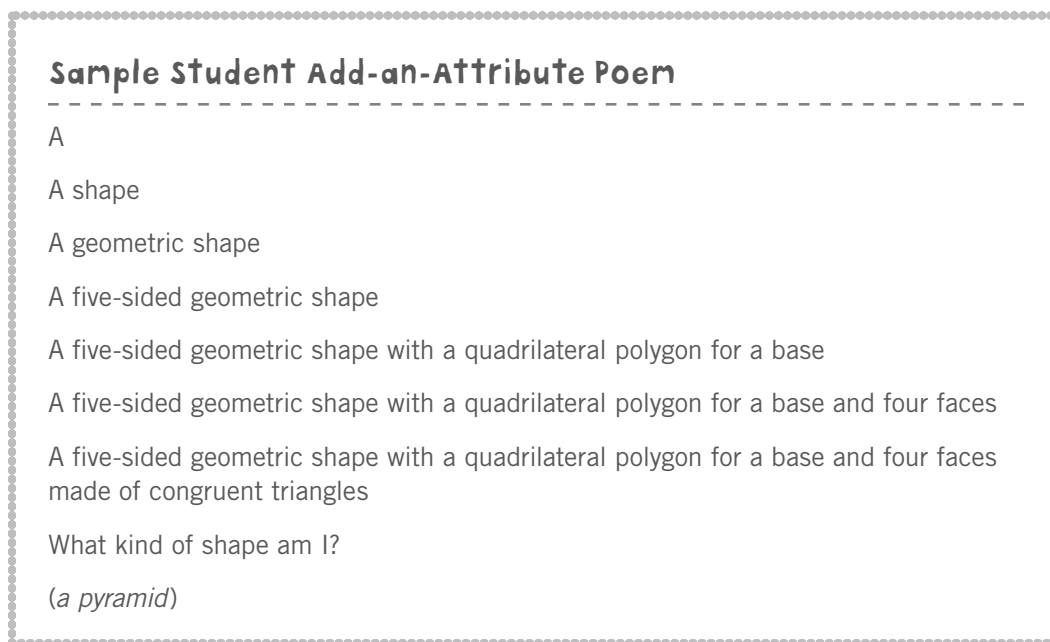 Sample Student Add-an-Attribute Poem
A
A shape
A geometric shape
A five-sided geometric shape
A five-sided geometric shape with a quadrilateral polygon for a base
A five-sided geometric shape with a quadrilateral polygon for a base and four faces
A five-sided geometric shape with a quadrilateral polygon for a base and four faces
made of congruent triangles
What kind of shape am I?
(a pyramid)